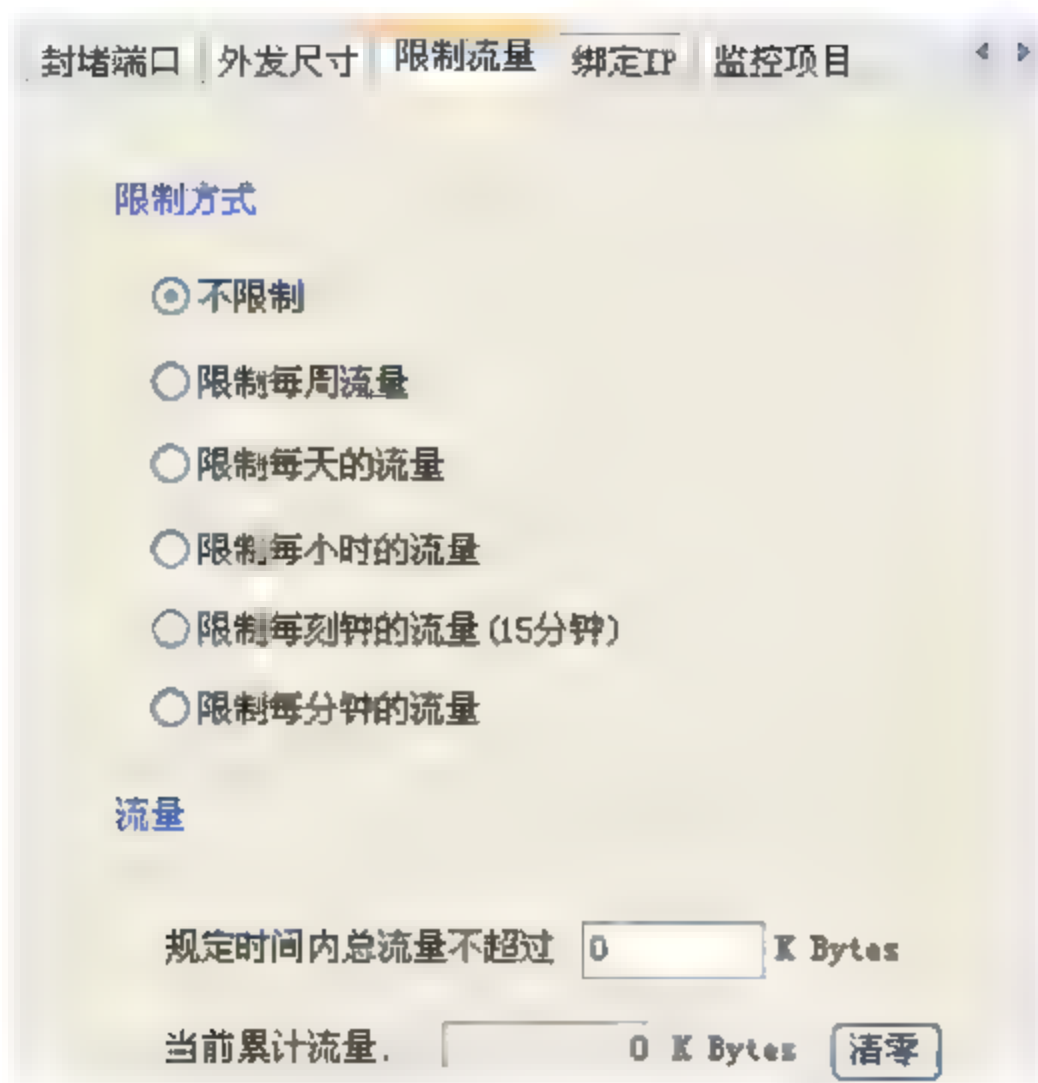 封堵端口 外发尺寸 限制流量 绑定IP 监控项目
限制方式
不限制
限制每周流量
限制每天的流量
限制每小时的流量
限制每刻钟的流量(15分钟)
限制每分钟的流量
流量
规定时间内总流量不超过 0 K Bytes
当前累计流量. 0 K Bytes 清零